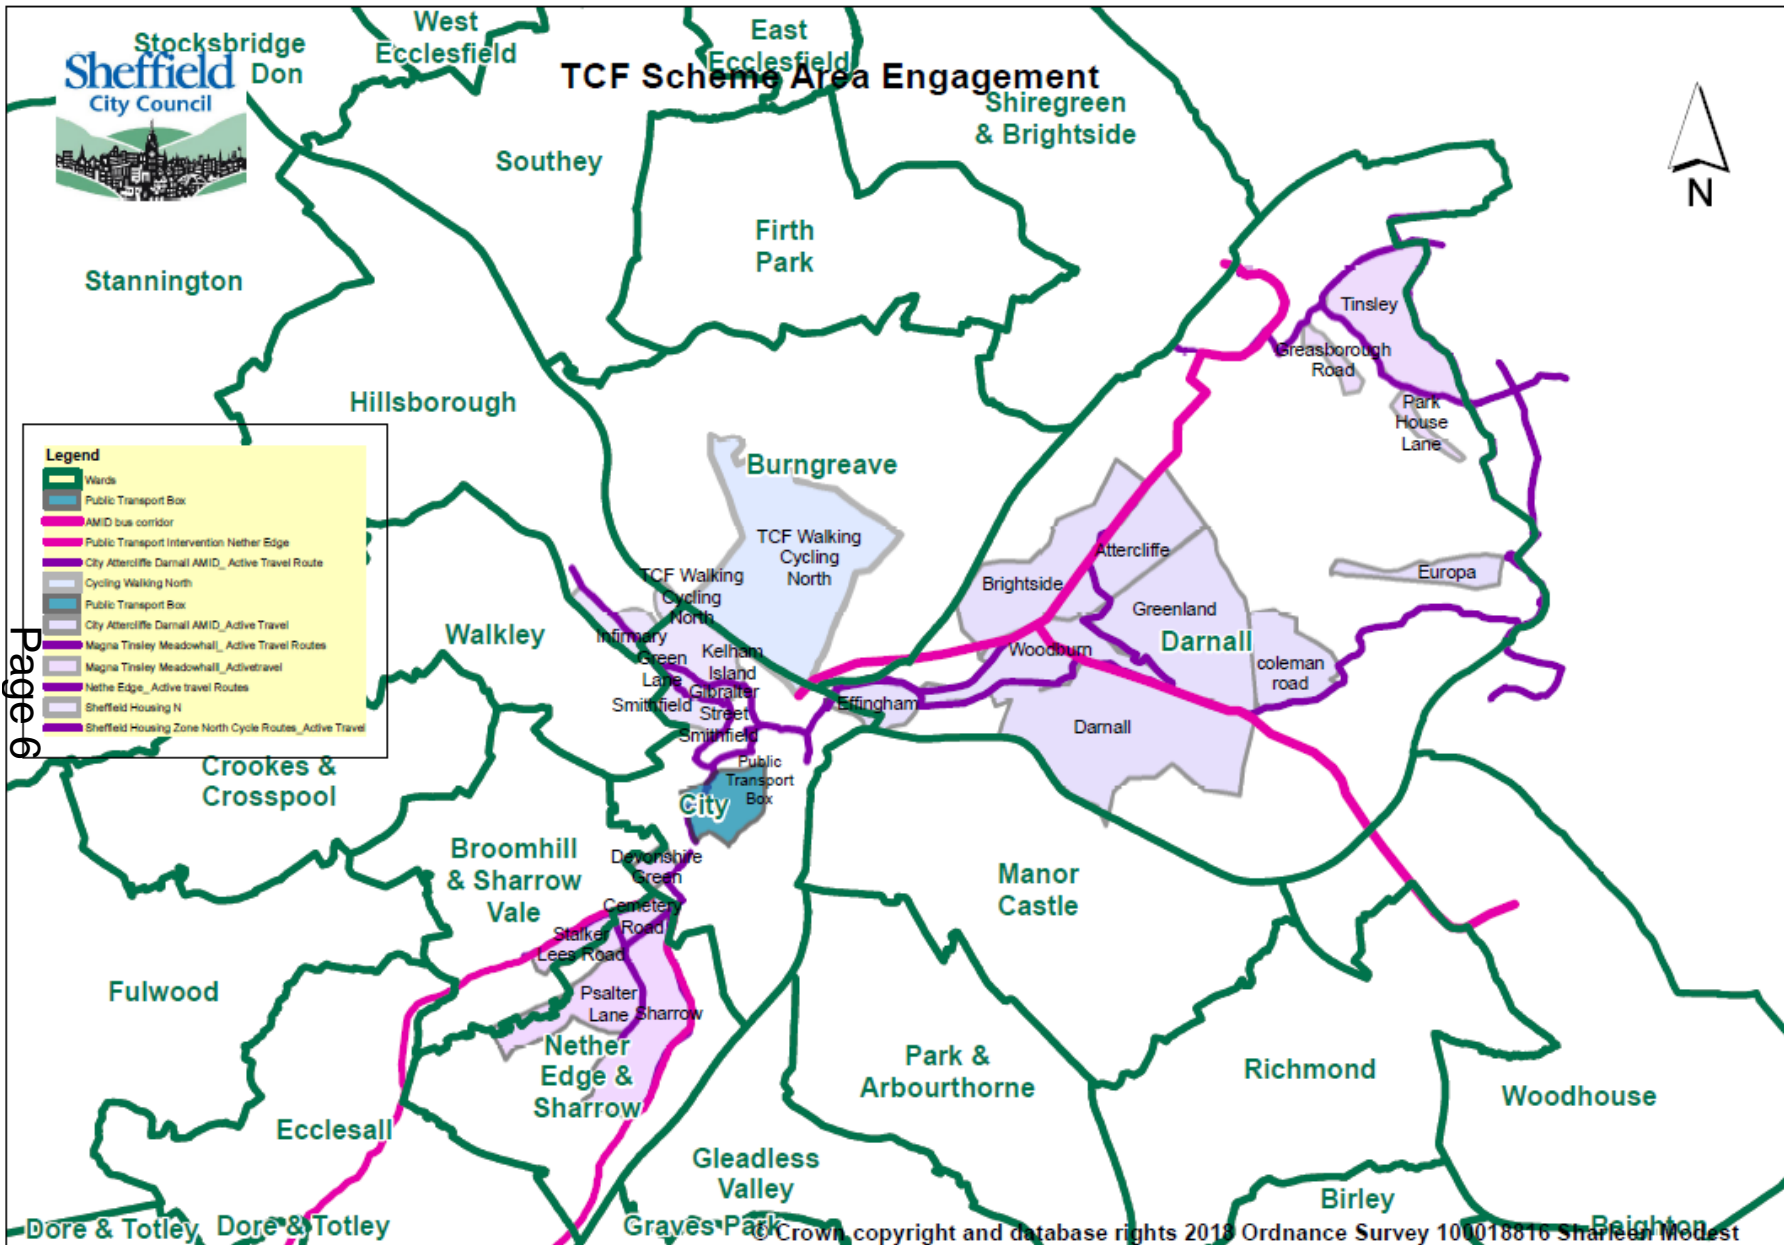 TCF Scheme Area Engagement
Sheffield
City Council
Stocksbridge
Don
West
Ecclesfield
East
Ecclesfield
Shiregreen
& Brightside
N
Southey
Firth
Park
Stannington
Hillsborough
Burngreave
Tinsley
Greasborough
Road
Park
House
Lane
Legend
Wards
Public Transport Box
AMID bus corridor
Public Transport Intervention Nether Edge
City Attercliffe Darnall AMID_ Active Travel Route
Cycling Walking North
Public Transport Box
City Attercliffe Darnall AMID_Active Travel
Magna Tinsley Meadowhall_ Active Travel Routes
Magna Tinsley Meadowhall_Activetravel
Nethe Edge_Active travel Routes
Sheffield Housing N
Sheffield Housing Zone North Cycle Routes_Active Travel
Page 6
TCF Walking
Cycling
North
TCF Walking
Cycling
North
Attercliffe
Brightside
Greenland
Darnall
Europa
coleman
road
Woodburn
Darnall
Effingham
Walkley
Infirmary
Green
Lane
Kelham
Island
Gibralter
Street
Smithfield
Smithfield
Public
Transport
Box
City
Crookes &
Crosspool
Broomhill
& Sharrow
Vale
Devonshire
Green
Cemetery
Road
Stalker
Lees Road
Psalter
Lane
Sharrow
Nether
Edge &
Sharrow
Manor
Castle
Fulwood
Ecclesall
Park &
Arbourthorne
Richmond
Woodhouse
Gleadless
Valley
Birley
Dore & Totley
Dore & Totley
Graves Park
Beighton
© Crown copyright and database rights 2018 Ordnance Survey 100018816 Sharleen Modest